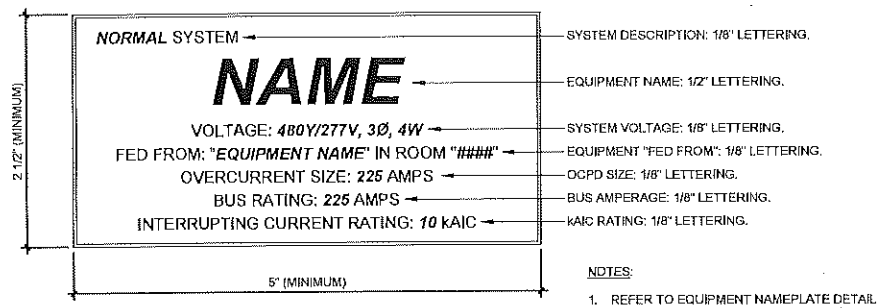 NORMAL SYSTEM
NAME
VOLTAGE: 480Y/277V, 3Ø, 4W
FED FROM: "EQUIPMENT NAME" IN ROOM "####"
OVERCURRENT SIZE: 225 AMPS
BUS RATING: 225 AMPS
INTERRUPTING CURRENT RATING: 10 kAIC
2 1/2" (MINIMUM)
5" (MINIMUM)
SYSTEM DESCRIPTION: 1/8" LETTERING.
EQUIPMENT NAME: 1/2" LETTERING.
SYSTEM VOLTAGE: 1/8" LETTERING.
EQUIPMENT "FED FROM": 1/8" LETTERING.
OCPD SIZE: 1/8" LETTERING.
BUS AMPERAGE: 1/8" LETTERING.
kAIC RATING: 1/8" LETTERING.
NOTES:
1. REFER TO EQUIPMENT NAMEPLATE DETAIL